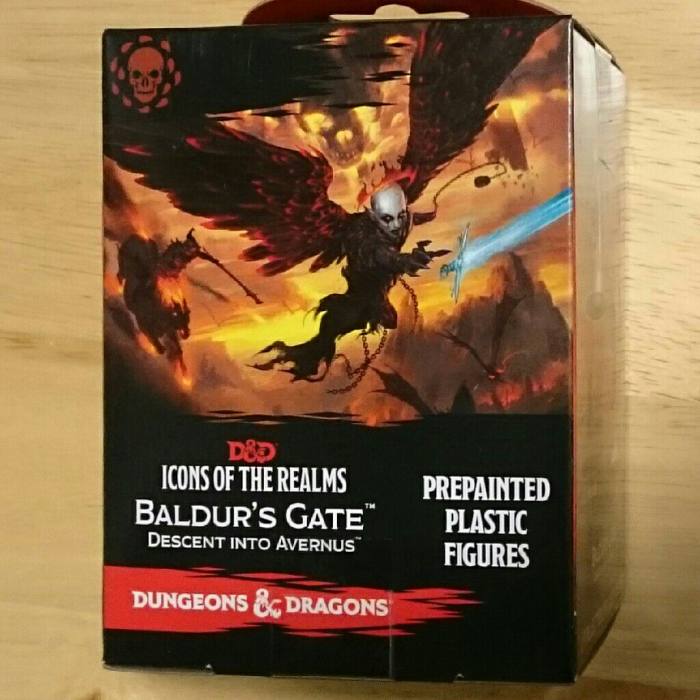 D&D
ICONS OF THE REALMS
BALDUR'S GATE™
DESCENT INTO AVERNUS™
PREPAINTED
PLASTIC
FIGURES
DUNGEONS & DRAGONS®